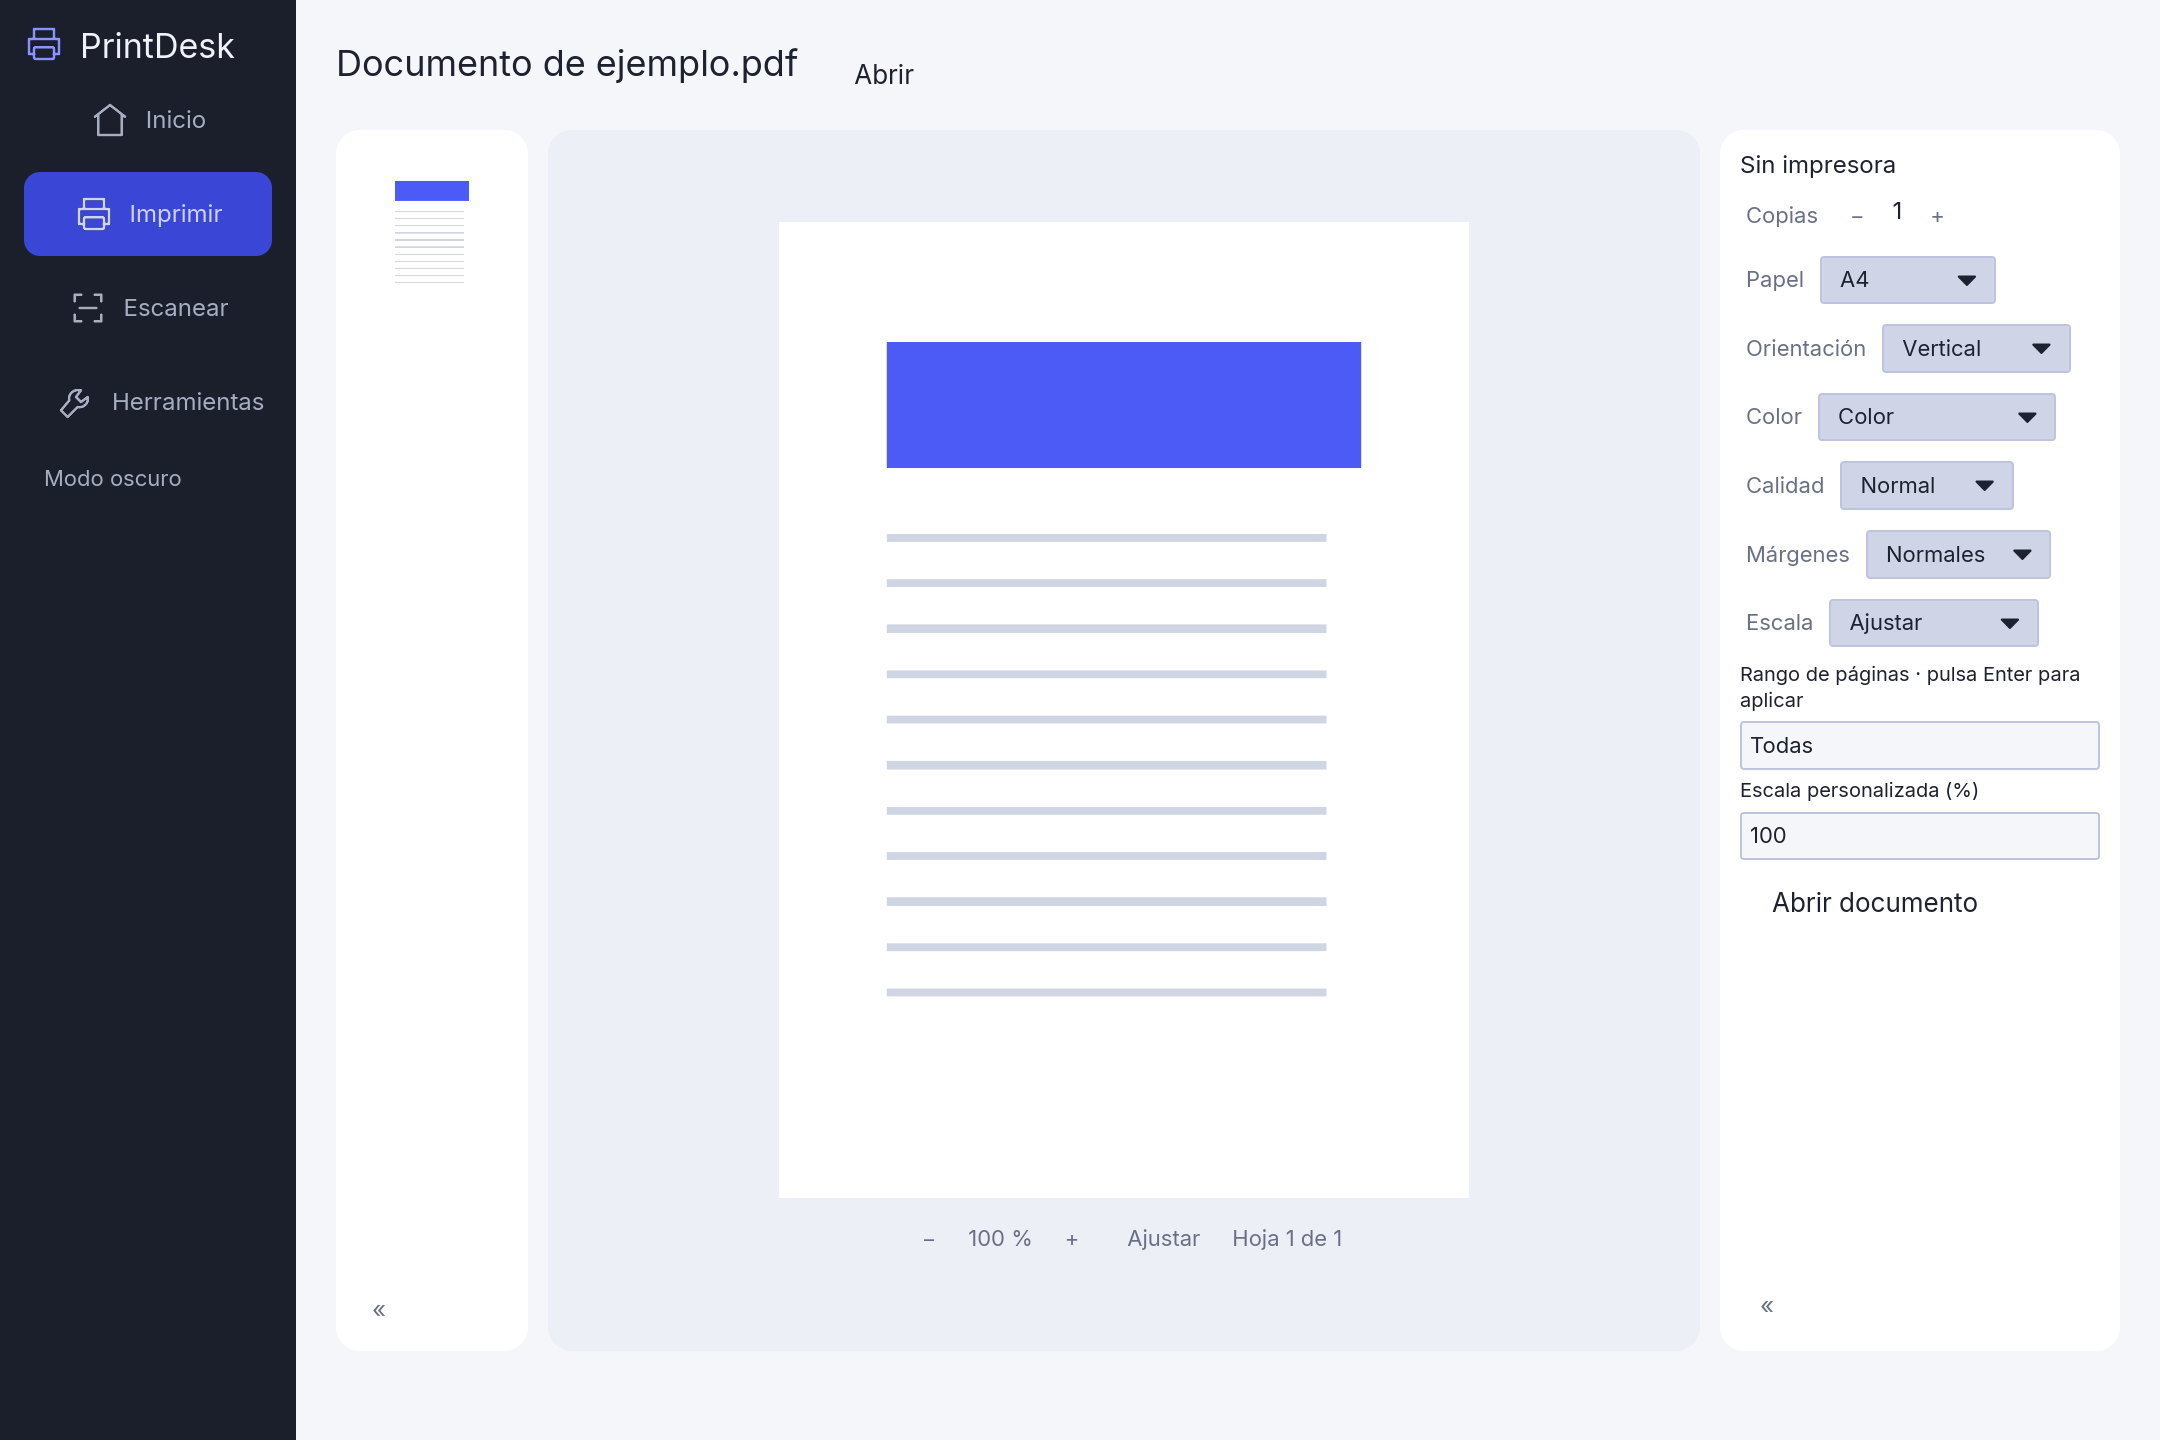 PrintDesk
Inicio
Imprimir
Escanear
Herramientas
Modo oscuro
Documento de ejemplo.pdf
Abrir
«
– 100 % + Ajustar Hoja 1 de 1
Sin impresora
Copias – 1 +
Papel A4
Orientación Vertical
Color Color
Calidad Normal
Márgenes Normales
Escala Ajustar
Rango de páginas · pulsa Enter para
aplicar
Todas
Escala personalizada (%)
100
Abrir documento
«